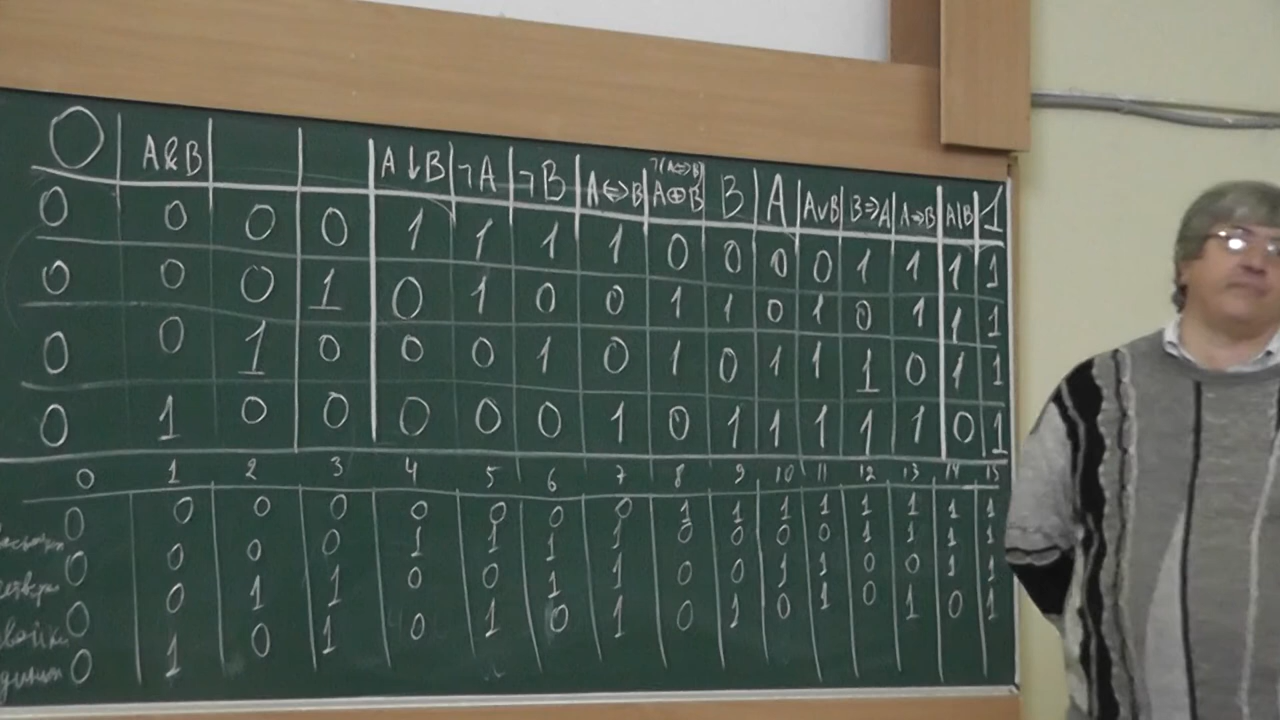 ¬(A⇔B)
0 A&B A↓B ¬A ¬B A⇔B A⊕B B A A∨B B⇒A A⇒B A|B 1
0 0 0 0 1 1 1 1 0 0 0 0 1 1 1 1
0 0 0 1 0 1 0 0 1 1 0 1 0 1 1 1
0 0 1 0 0 0 1 0 1 0 1 1 1 0 1 1
0 1 0 0 0 0 0 1 0 1 1 1 1 1 0 1
0 1 2 3 4 5 6 7 8 9 10 11 12 13 14 15
0 0 0 0 0 0 0 0 1 1 1 1 1 1 1 1
0 0 0 0 1 1 1 1 0 0 0 0 1 1 1 1
0 0 1 1 0 0 1 1 0 0 1 1 0 0 1 1
0 1 0 1 0 1 0 1 0 1 0 1 0 1 0 1